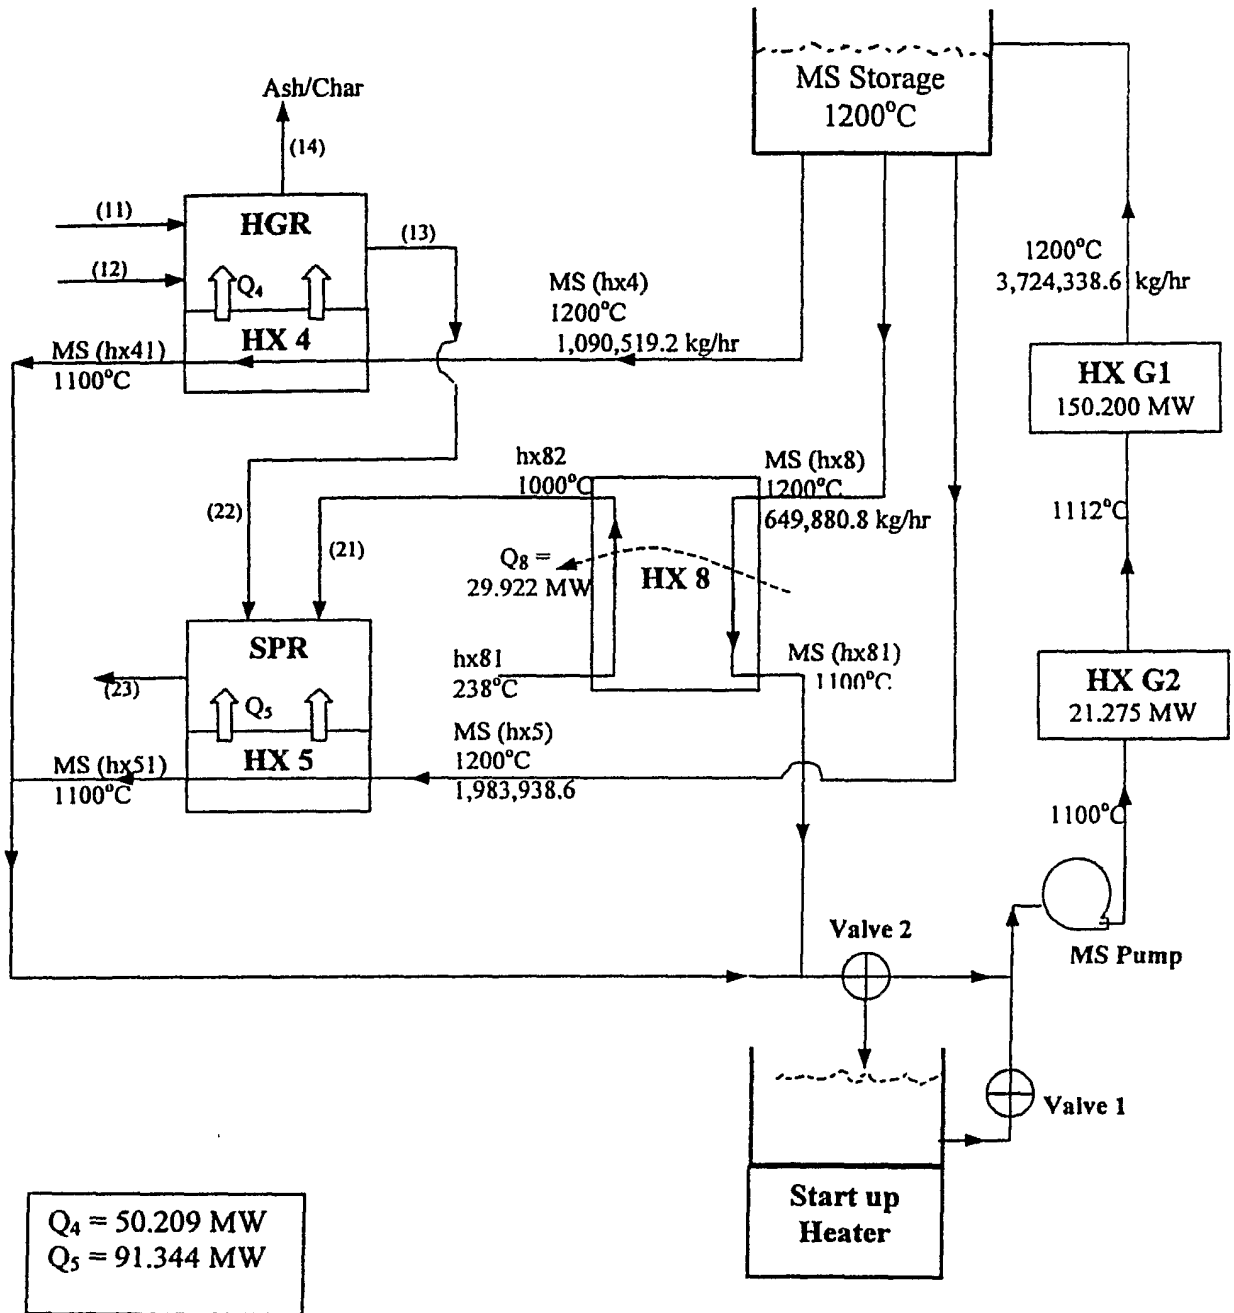 MS Storage
1200°C
Ash/Char
(14)
(11)
HGR
(13)
(12)
Q₄
HX 4
MS (hx41)
1100°C
MS (hx4)
1200°C
1,090,519.2 kg/hr
1200°C
3,724,338.6 kg/hr
HX G1
150.200 MW
hx82
1000°C
MS (hx8)
1200°C
649,880.8 kg/hr
1112°C
(22)
(21)
Q₈ =
29.922 MW
HX 8
SPR
hx81
238°C
MS (hx81)
1100°C
HX G2
21.275 MW
(23)
Q₅
HX 5
MS (hx51)
1100°C
MS (hx5)
1200°C
1,983,938.6
1100°C
Valve 2
MS Pump
Valve 1
Start up
Heater
Q₄ = 50.209 MW
Q₅ = 91.344 MW